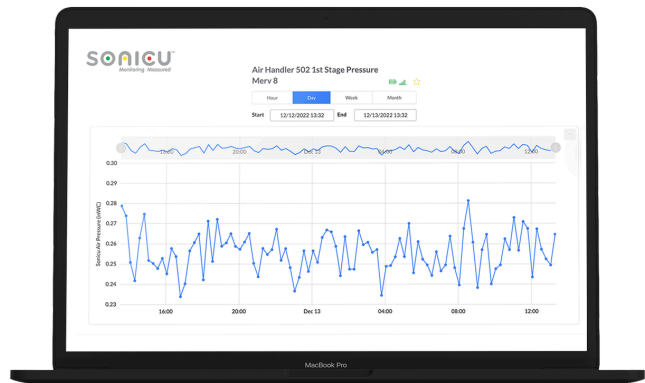 SONICU
Monitoring Measured
Air Handler 502 1st Stage Pressure
Merv 8
Hour Day Week Month
Start 12/12/2022 13:32 End 12/13/2022 13:32
16:00 20:00 Dec 13 04:00 08:00 12:00
0.30
0.29
0.28
0.27
0.26
0.25
0.24
0.23
Sonicu Air Pressure (inWC)
16:00 20:00 Dec 13 04:00 08:00 12:00
MacBook Pro